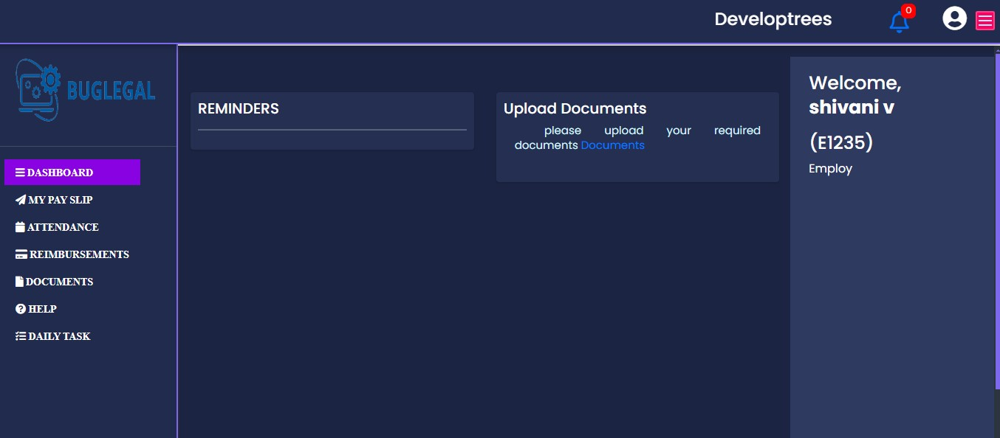 Developtrees
0
BUGLEGAL
DASHBOARD
MY PAY SLIP
ATTENDANCE
REIMBURSEMENTS
DOCUMENTS
HELP
DAILY TASK
REMINDERS
Upload Documents
please upload your required
documents Documents
Welcome,
shivani v
(E1235)
Employ